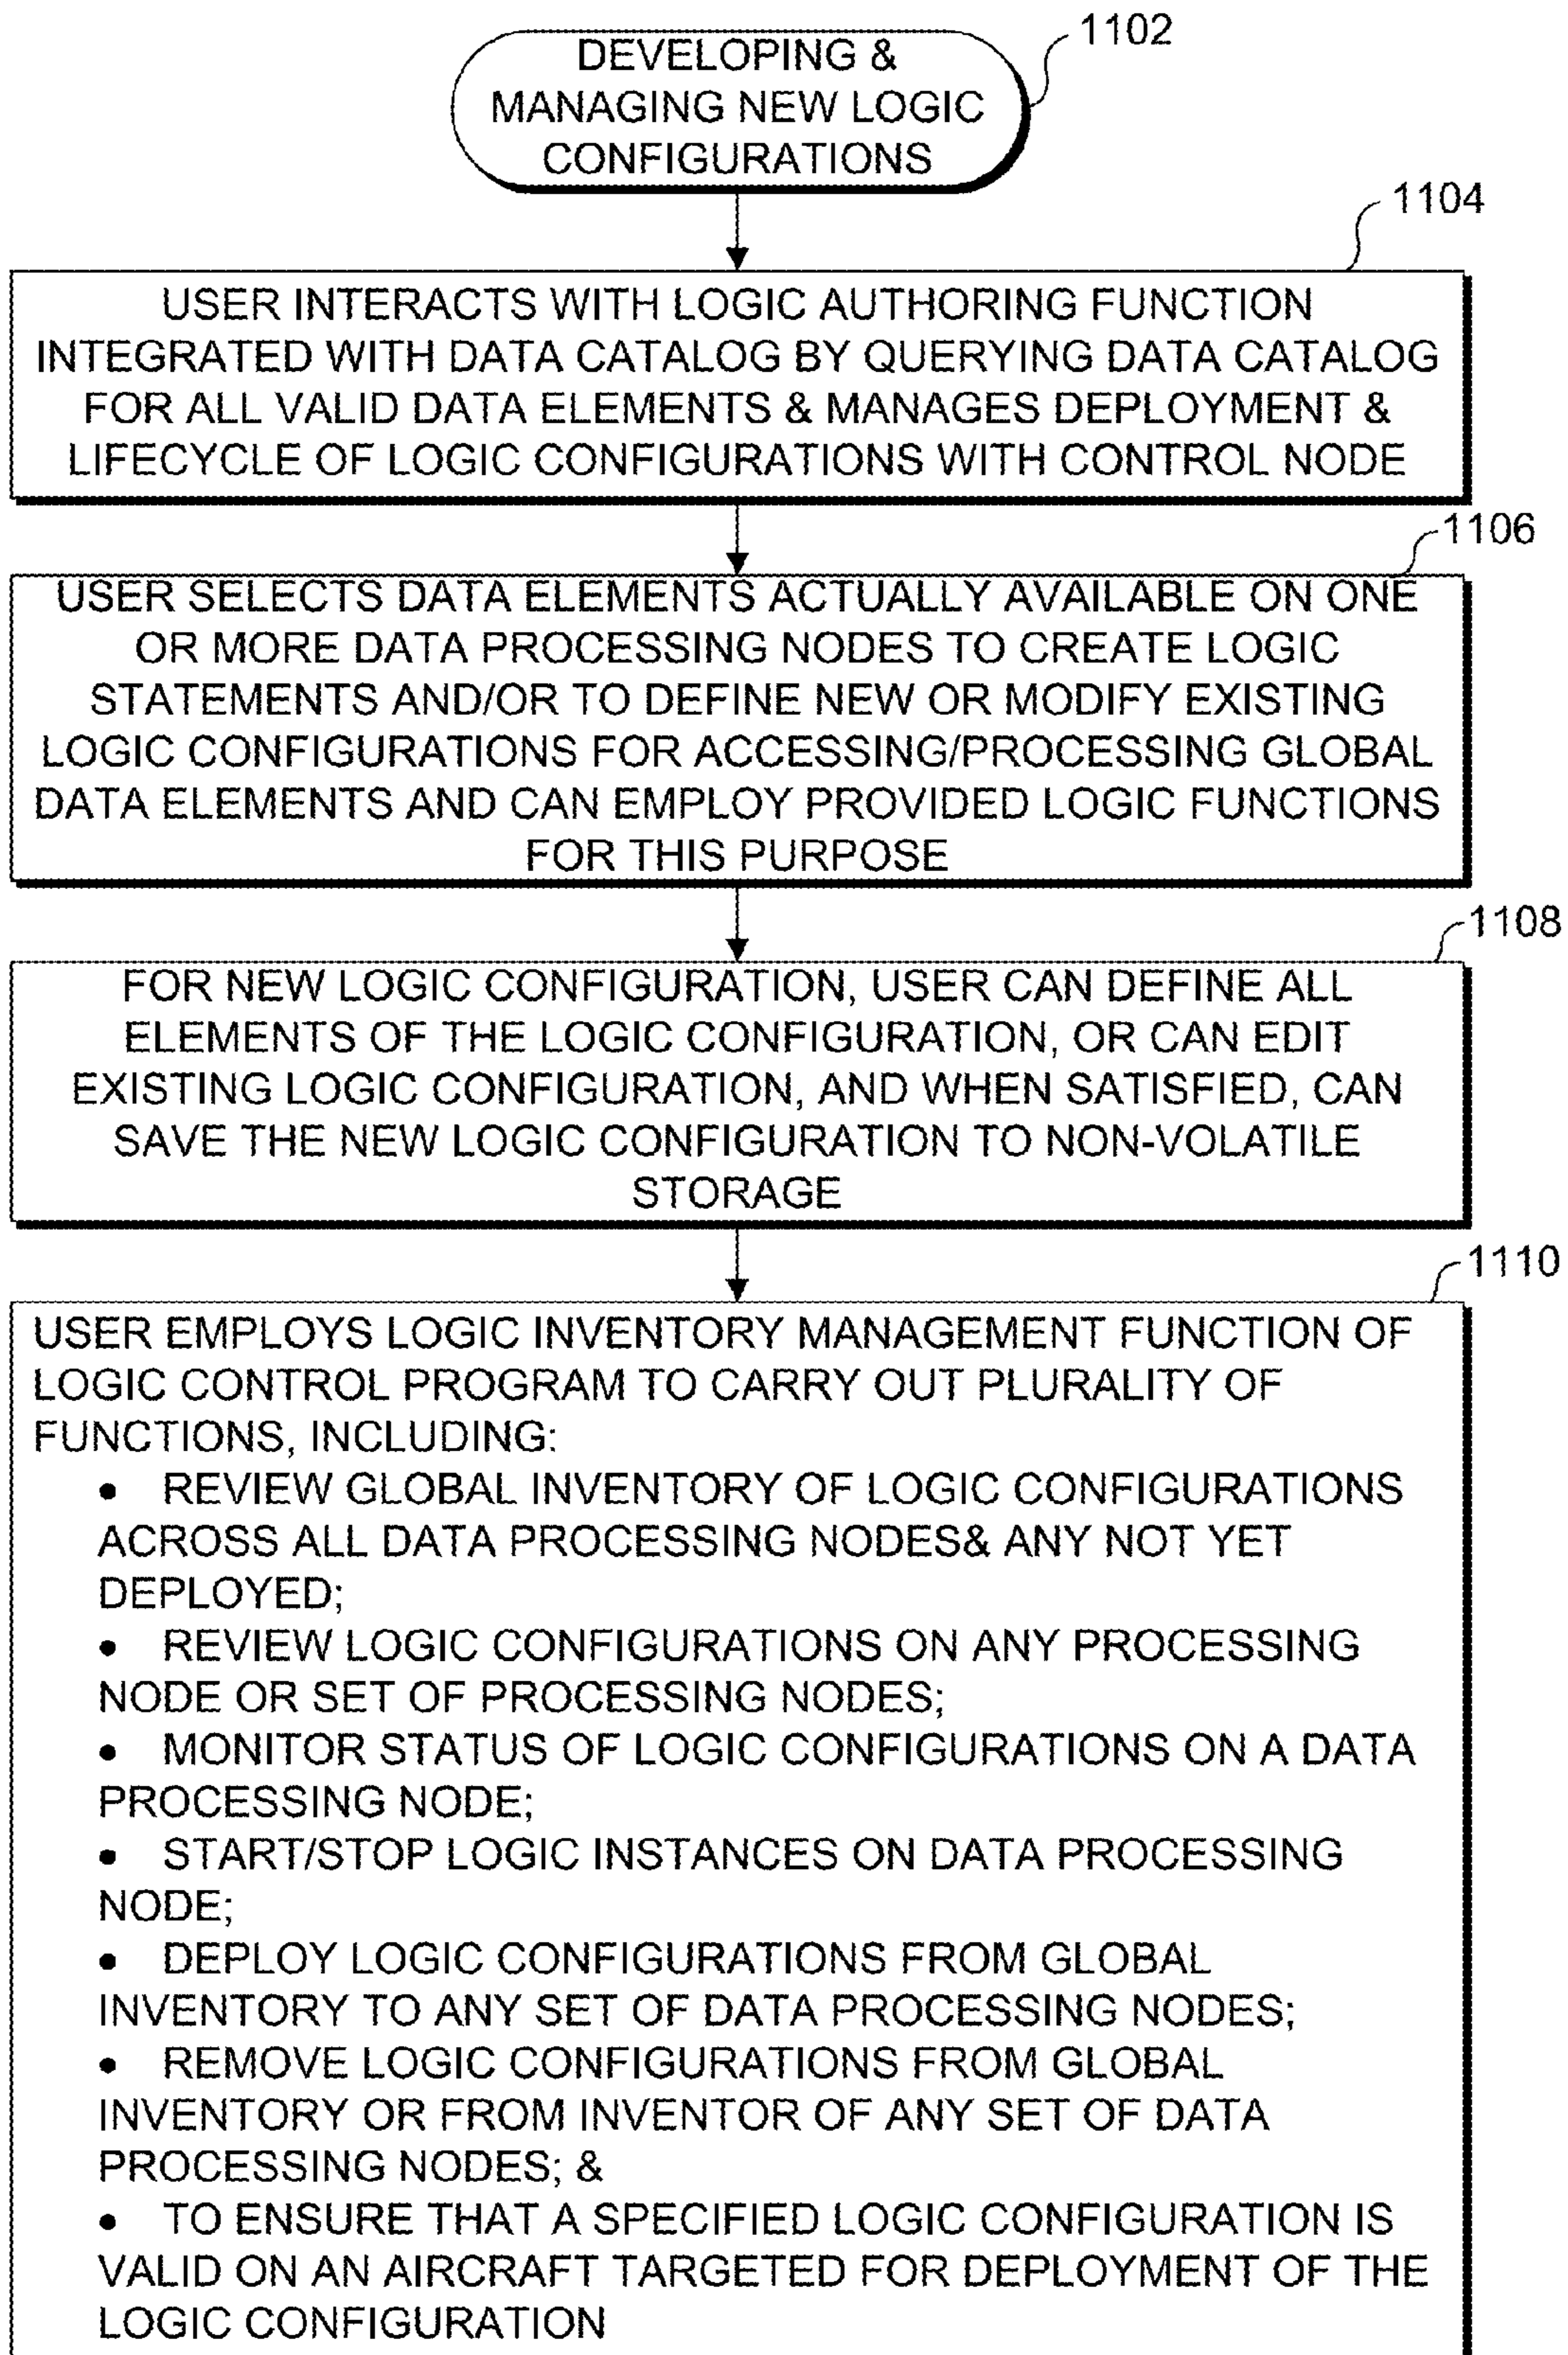 DEVELOPING &
MANAGING NEW LOGIC
CONFIGURATIONS
1102
1104
USER INTERACTS WITH LOGIC AUTHORING FUNCTION
INTEGRATED WITH DATA CATALOG BY QUERYING DATA CATALOG
FOR ALL VALID DATA ELEMENTS & MANAGES DEPLOYMENT &
LIFECYCLE OF LOGIC CONFIGURATIONS WITH CONTROL NODE
1106
USER SELECTS DATA ELEMENTS ACTUALLY AVAILABLE ON ONE
OR MORE DATA PROCESSING NODES TO CREATE LOGIC
STATEMENTS AND/OR TO DEFINE NEW OR MODIFY EXISTING
LOGIC CONFIGURATIONS FOR ACCESSING/PROCESSING GLOBAL
DATA ELEMENTS AND CAN EMPLOY PROVIDED LOGIC FUNCTIONS
FOR THIS PURPOSE
1108
FOR NEW LOGIC CONFIGURATION, USER CAN DEFINE ALL
ELEMENTS OF THE LOGIC CONFIGURATION, OR CAN EDIT
EXISTING LOGIC CONFIGURATION, AND WHEN SATISFIED, CAN
SAVE THE NEW LOGIC CONFIGURATION TO NON-VOLATILE
STORAGE
1110
USER EMPLOYS LOGIC INVENTORY MANAGEMENT FUNCTION OF
LOGIC CONTROL PROGRAM TO CARRY OUT PLURALITY OF
FUNCTIONS, INCLUDING:
• REVIEW GLOBAL INVENTORY OF LOGIC CONFIGURATIONS
ACROSS ALL DATA PROCESSING NODES& ANY NOT YET
DEPLOYED;
• REVIEW LOGIC CONFIGURATIONS ON ANY PROCESSING
NODE OR SET OF PROCESSING NODES;
• MONITOR STATUS OF LOGIC CONFIGURATIONS ON A DATA
PROCESSING NODE;
• START/STOP LOGIC INSTANCES ON DATA PROCESSING
NODE;
• DEPLOY LOGIC CONFIGURATIONS FROM GLOBAL
INVENTORY TO ANY SET OF DATA PROCESSING NODES;
• REMOVE LOGIC CONFIGURATIONS FROM GLOBAL
INVENTORY OR FROM INVENTOR OF ANY SET OF DATA
PROCESSING NODES; &
• TO ENSURE THAT A SPECIFIED LOGIC CONFIGURATION IS
VALID ON AN AIRCRAFT TARGETED FOR DEPLOYMENT OF THE
LOGIC CONFIGURATION